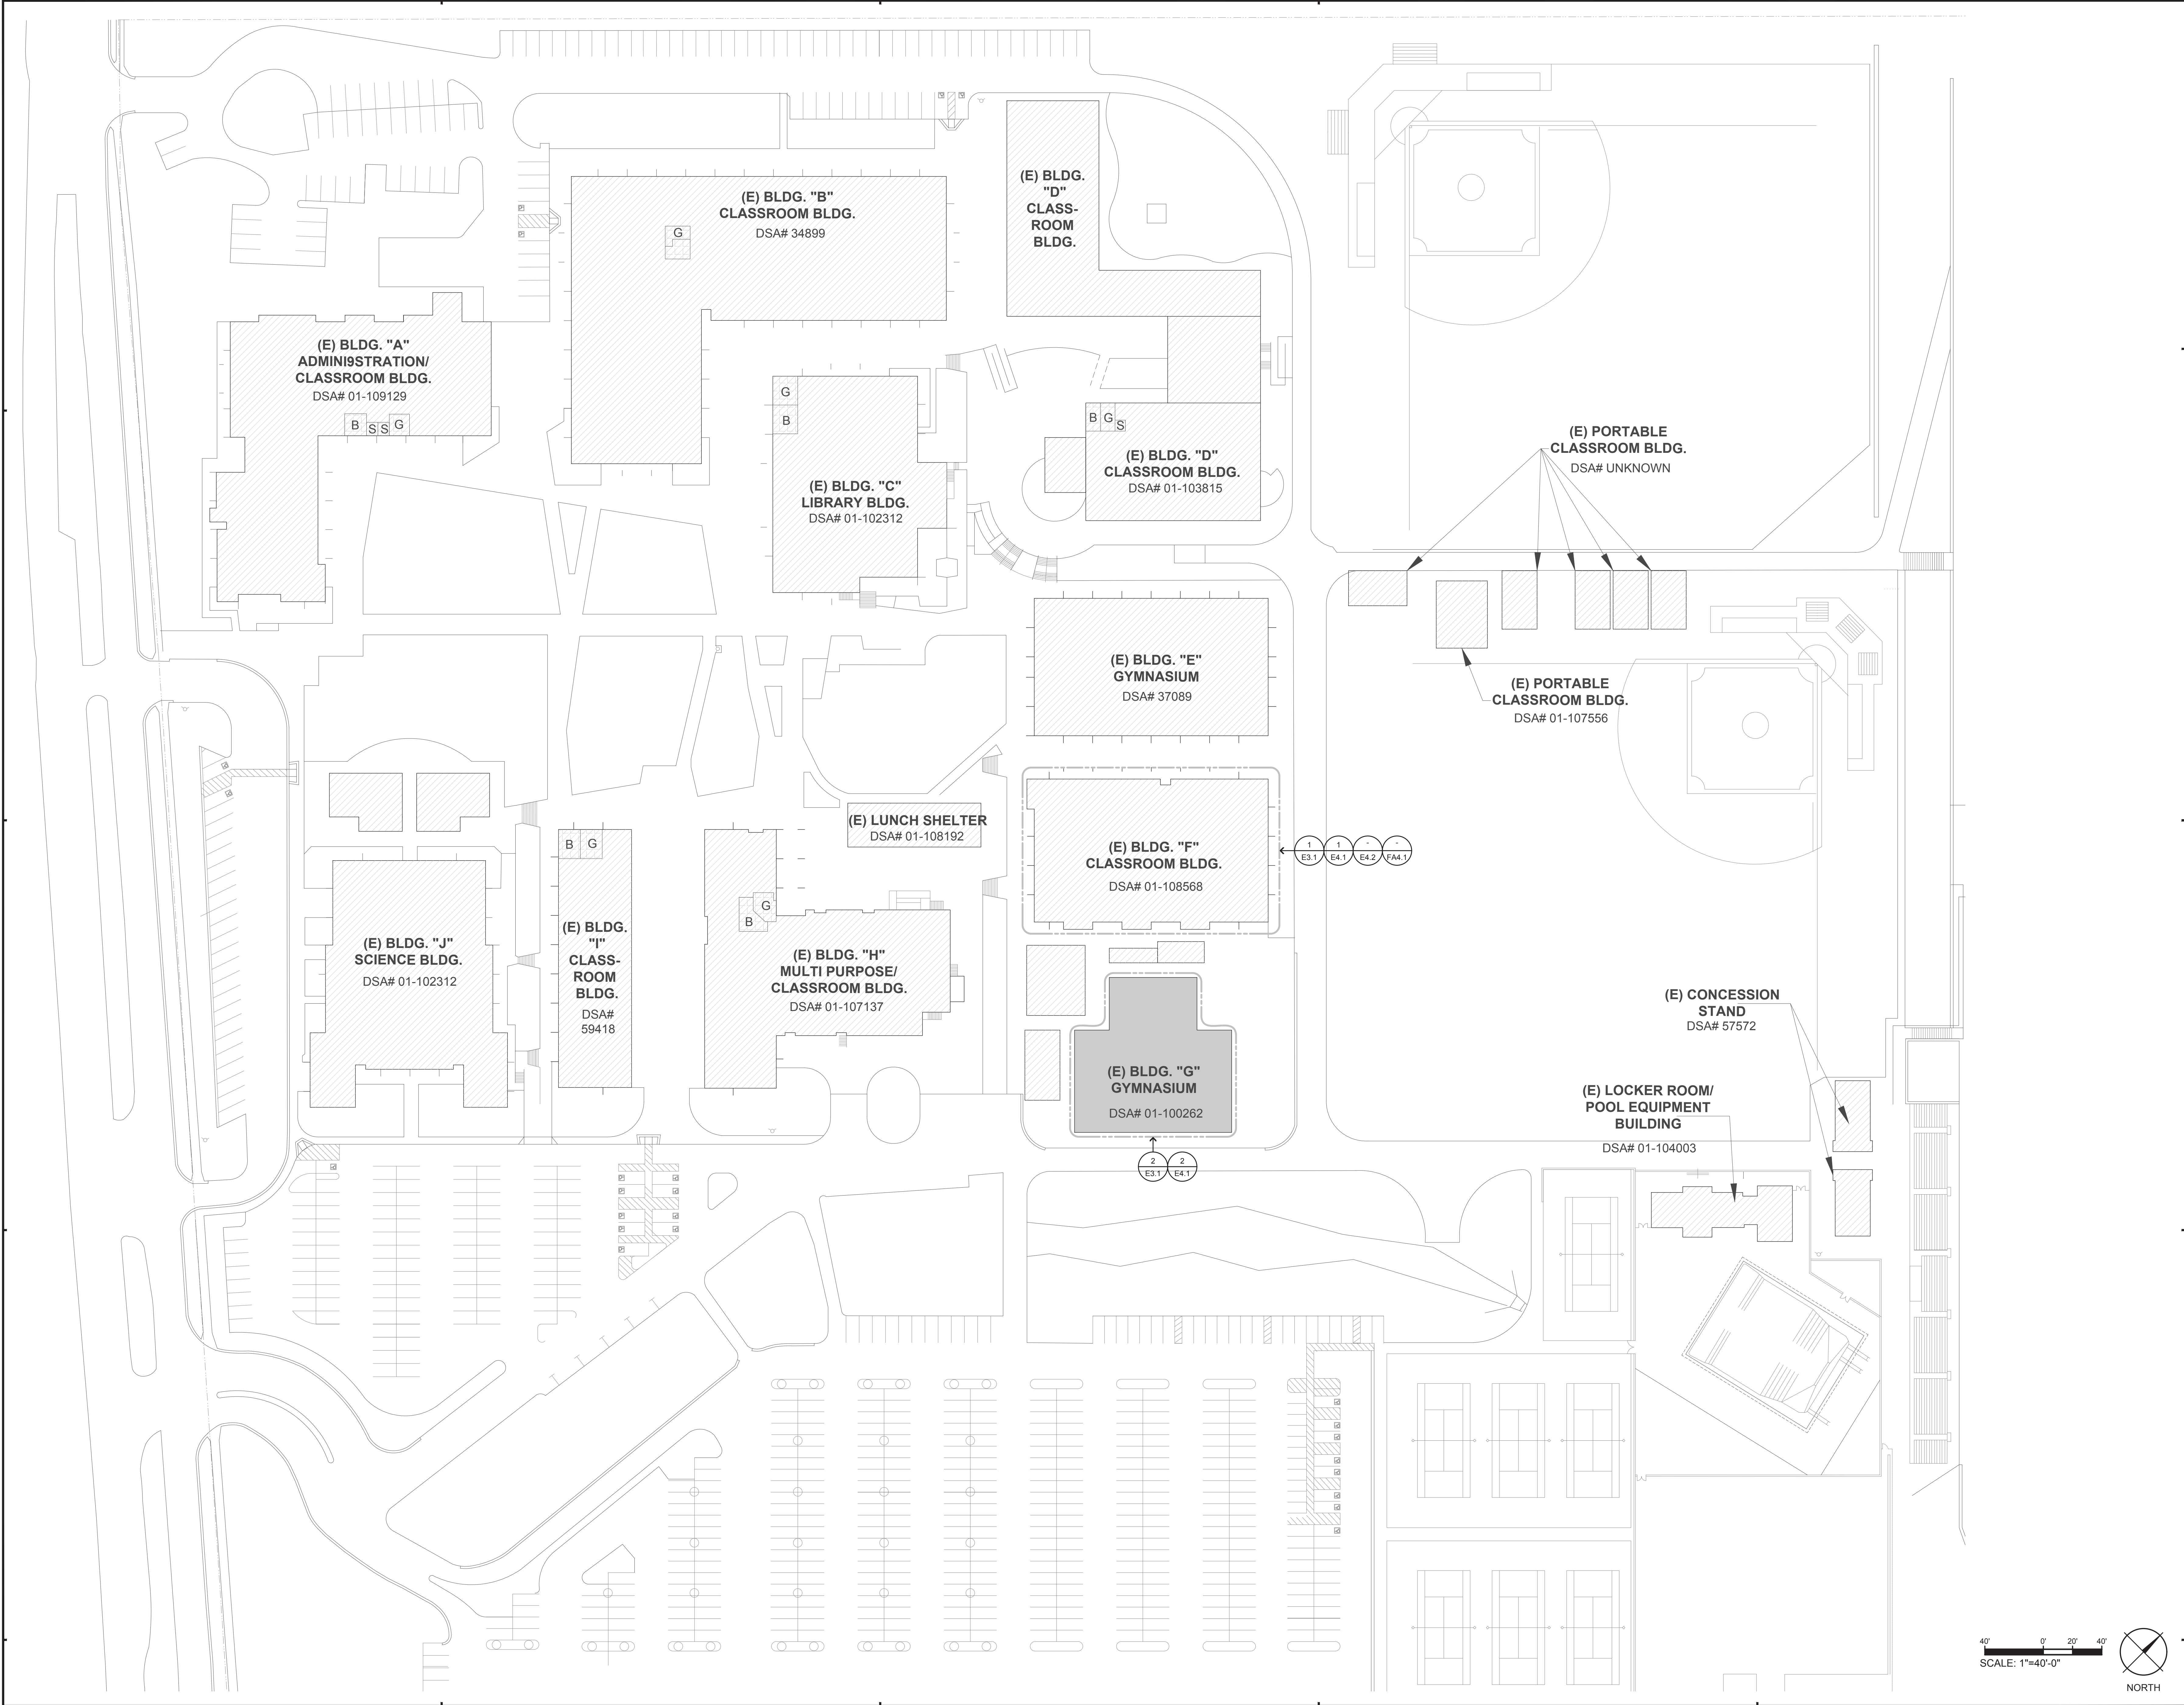 (E) BLDG. "B"
CLASSROOM BLDG.
DSA# 34899
G
(E) BLDG.
"D"
CLASS-
ROOM
BLDG.
(E) BLDG. "A"
ADMINI9STRATION/
CLASSROOM BLDG.
DSA# 01-109129
B S S G
G
B
(E) BLDG. "C"
LIBRARY BLDG.
DSA# 01-102312
B G S
(E) BLDG. "D"
CLASSROOM BLDG.
DSA# 01-103815
(E) PORTABLE
CLASSROOM BLDG.
DSA# UNKNOWN
(E) BLDG. "E"
GYMNASIUM
DSA# 37089
(E) PORTABLE
CLASSROOM BLDG.
DSA# 01-107556
(E) LUNCH SHELTER
DSA# 01-108192
(E) BLDG. "F"
CLASSROOM BLDG.
DSA# 01-108568
1 1 - -
E3.1 E4.1 E4.2 FA4.1
B G
(E) BLDG.
"I"
CLASS-
ROOM
BLDG.
DSA#
59418
G
B
(E) BLDG. "H"
MULTI PURPOSE/
CLASSROOM BLDG.
DSA# 01-107137
(E) BLDG. "J"
SCIENCE BLDG.
DSA# 01-102312
(E) BLDG. "G"
GYMNASIUM
DSA# 01-100262
2 2
E3.1 E4.1
(E) CONCESSION
STAND
DSA# 57572
(E) LOCKER ROOM/
POOL EQUIPMENT
BUILDING
DSA# 01-104003
40' 0' 20' 40'
SCALE: 1"=40'-0"
NORTH